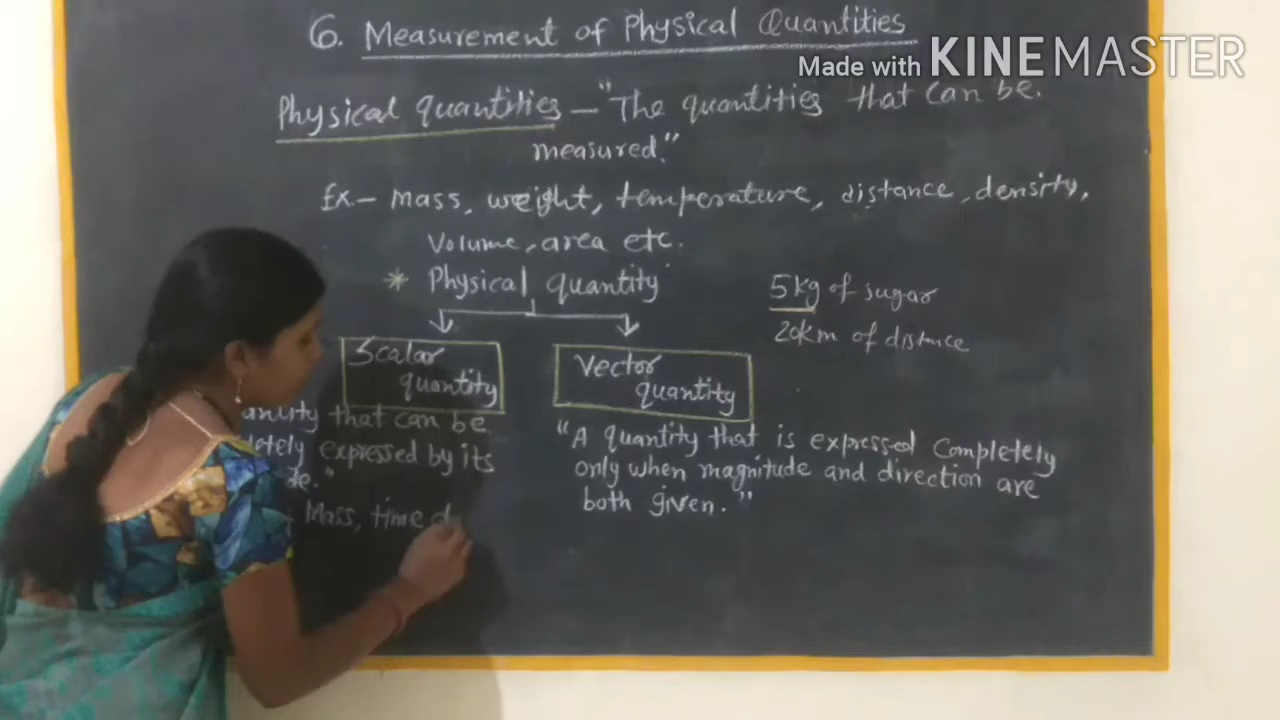 6. Measurement of Physical Quantities
Made with KINEMASTER
Physical quantities – "The quantities that can be.
measured."
Ex – Mass, weight, temperature, distance, density,
Volume, area etc.
* Physical quantity
5kg of sugar
20km of distance
Scalar
quantity
Vector
quantity
that can be
expressed by its
"A quantity that is expressed completely
only when magnitude and direction are
both given."
Mass, time